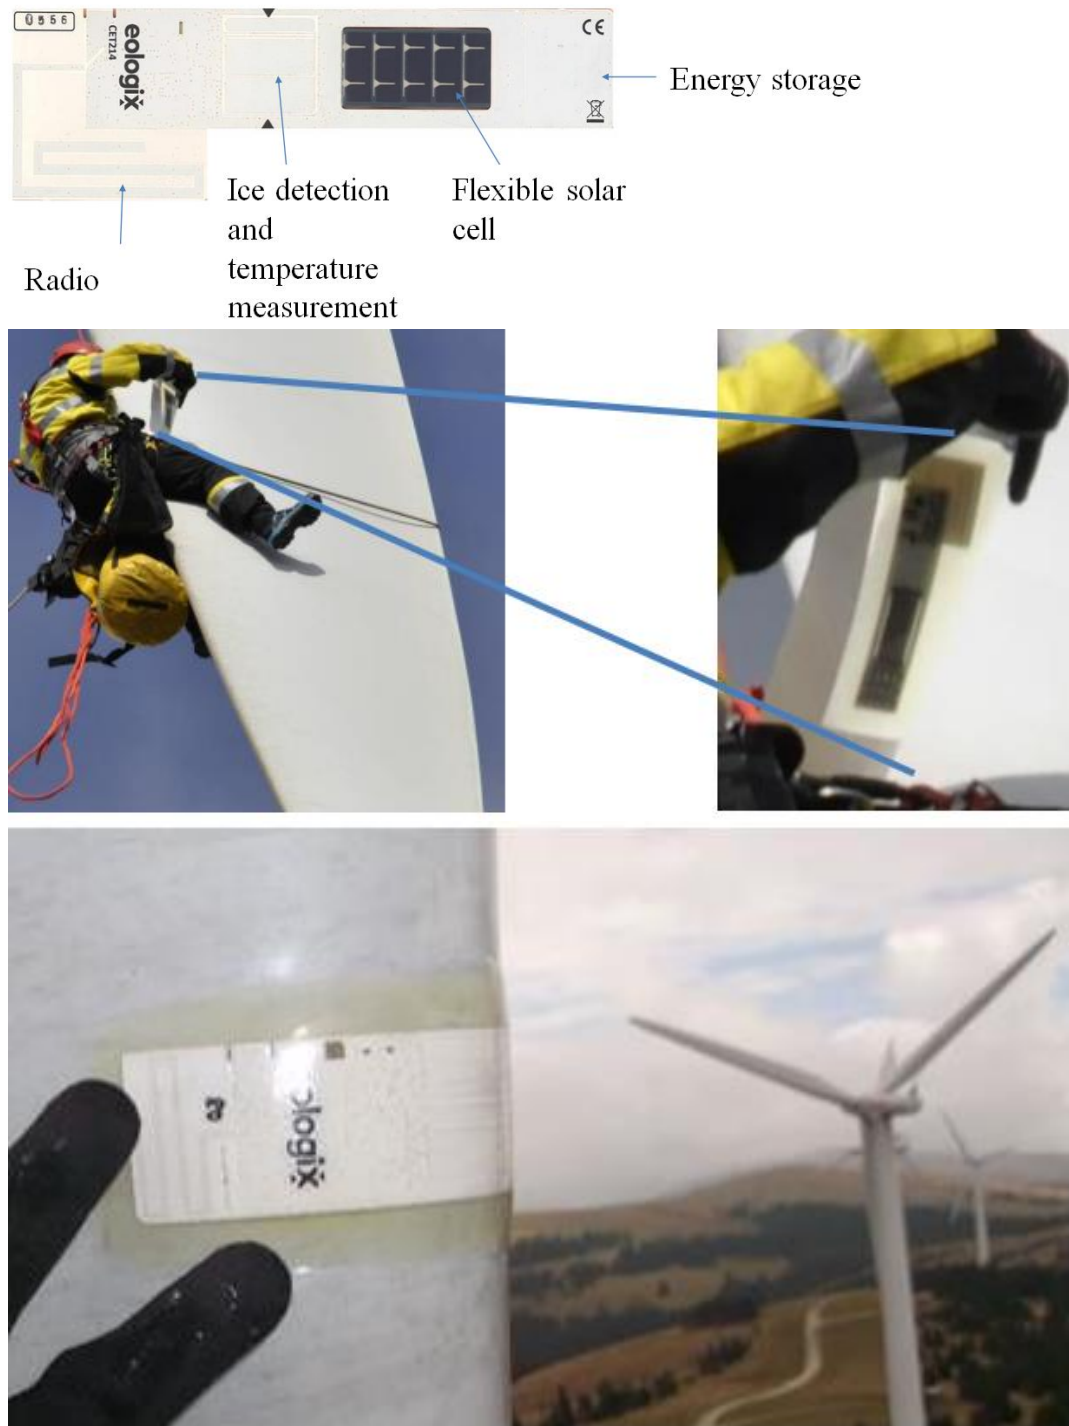 0556
eologix
CET214
CE
Energy storage
Ice detection
and
temperature
measurement
Flexible solar
cell
Radio
ologix